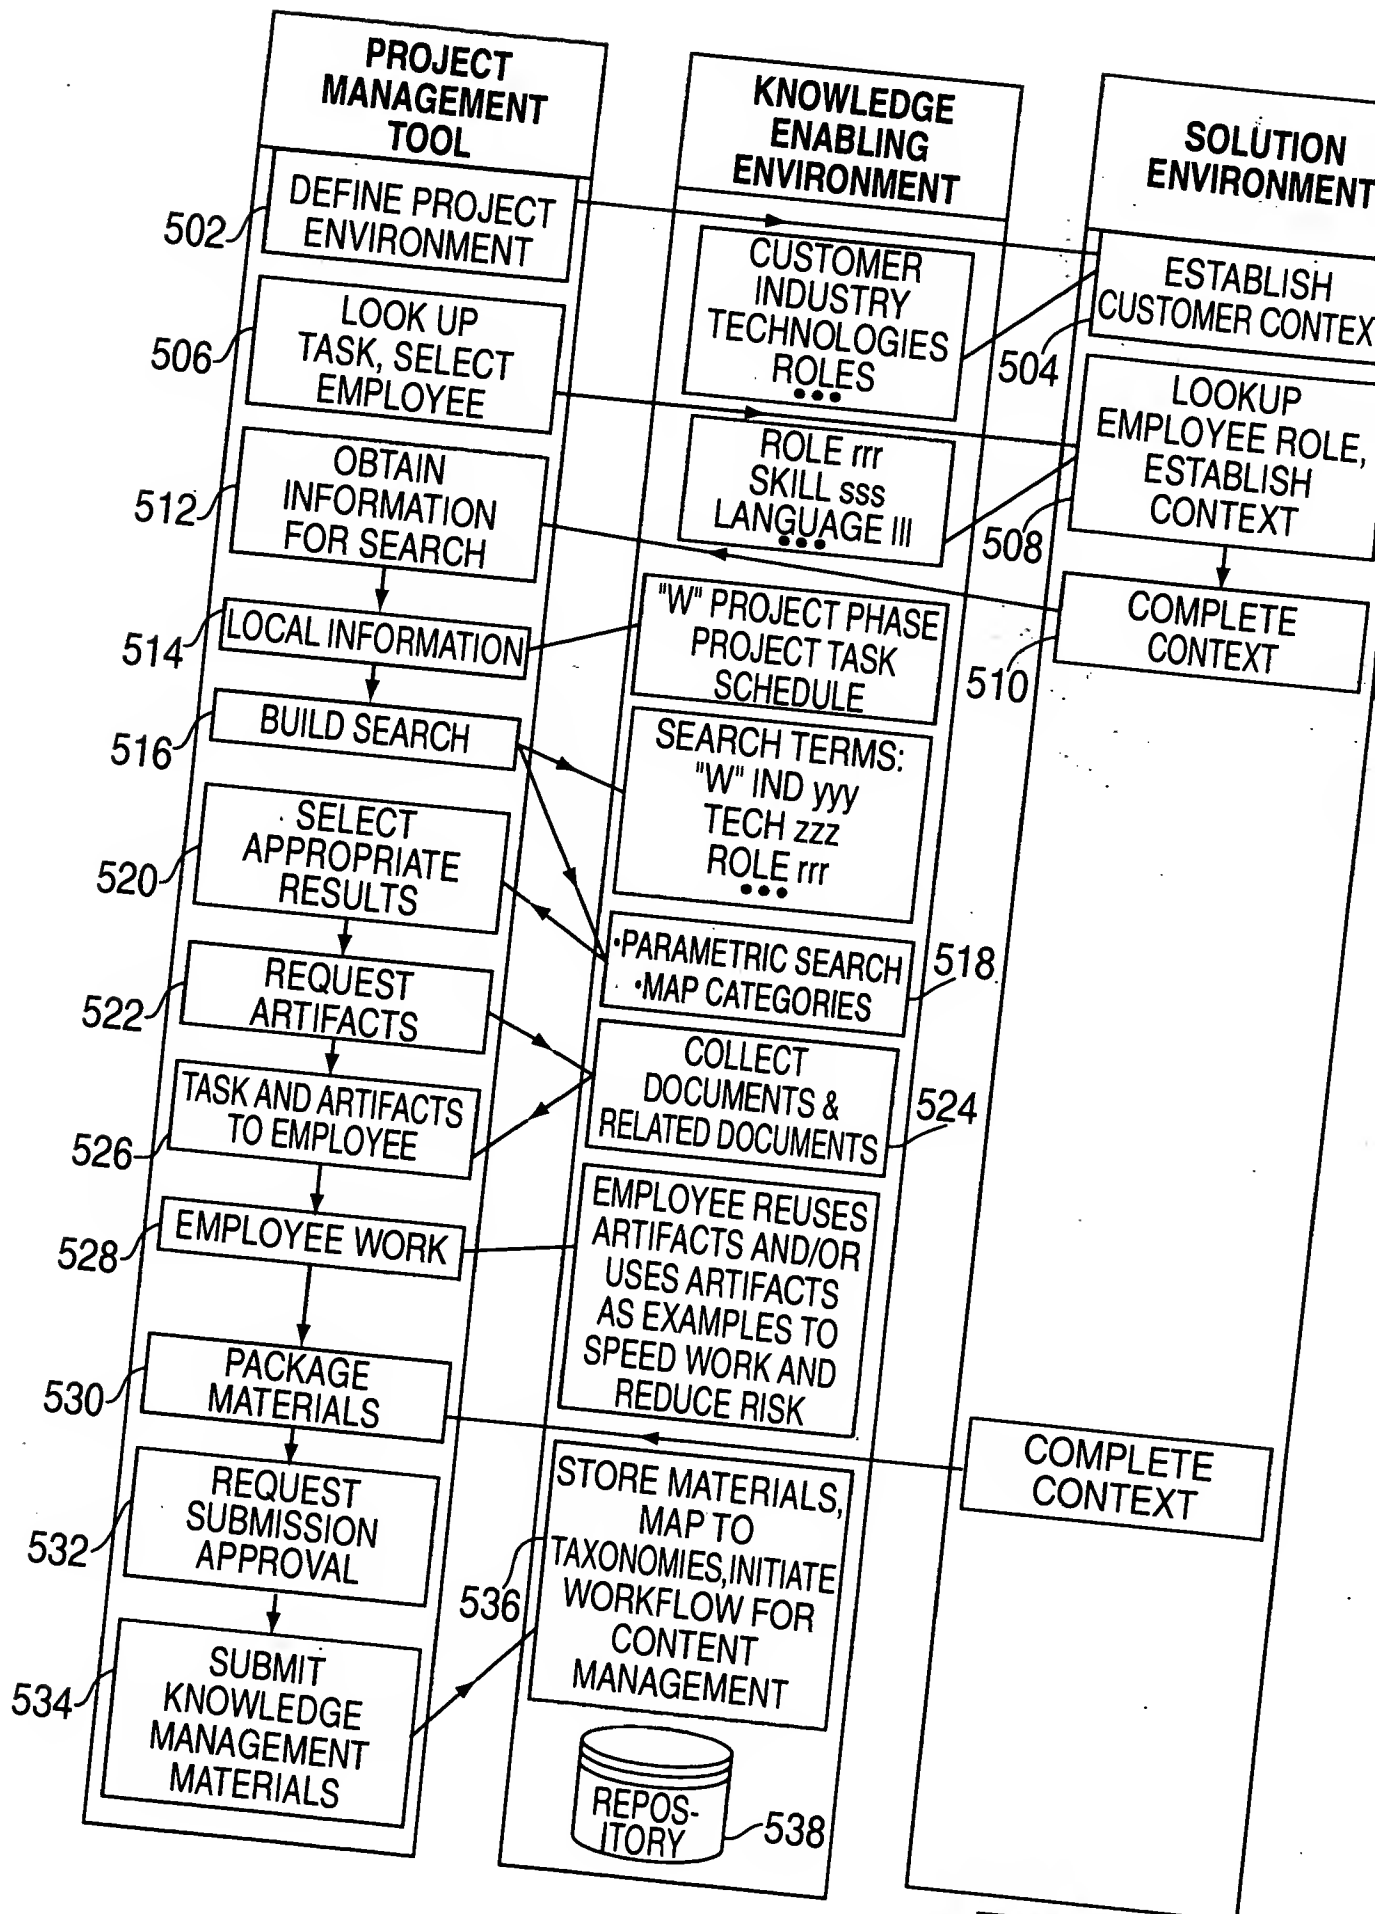 PROJECT
MANAGEMENT
TOOL
502
DEFINE PROJECT
ENVIRONMENT
506
LOOK UP
TASK, SELECT
EMPLOYEE
512
OBTAIN
INFORMATION
FOR SEARCH
514
LOCAL INFORMATION
516
BUILD SEARCH
520
SELECT
APPROPRIATE
RESULTS
522
REQUEST
ARTIFACTS
526
TASK AND ARTIFACTS
TO EMPLOYEE
528
EMPLOYEE WORK
530
PACKAGE
MATERIALS
532
REQUEST
SUBMISSION
APPROVAL
534
SUBMIT
KNOWLEDGE
MANAGEMENT
MATERIALS
KNOWLEDGE
ENABLING
ENVIRONMENT
CUSTOMER
INDUSTRY
TECHNOLOGIES
ROLES
•••
ROLE rrr
SKILL sss
LANGUAGE lll
•••
"W" PROJECT PHASE
PROJECT TASK
SCHEDULE
SEARCH TERMS:
"W" IND yyy
TECH zzz
ROLE rrr
•••
•PARAMETRIC SEARCH
•MAP CATEGORIES
518
COLLECT
DOCUMENTS &
RELATED DOCUMENTS
524
EMPLOYEE REUSES
ARTIFACTS AND/OR
USES ARTIFACTS
AS EXAMPLES TO
SPEED WORK AND
REDUCE RISK
STORE MATERIALS,
MAP TO
TAXONOMIES,INITIATE
WORKFLOW FOR
CONTENT
MANAGEMENT
536
REPOS-
ITORY
538
SOLUTION
ENVIRONMENT
ESTABLISH
CUSTOMER CONTEX
504
LOOKUP
EMPLOYEE ROLE,
ESTABLISH
CONTEXT
508
COMPLETE
CONTEXT
510
COMPLETE
CONTEXT